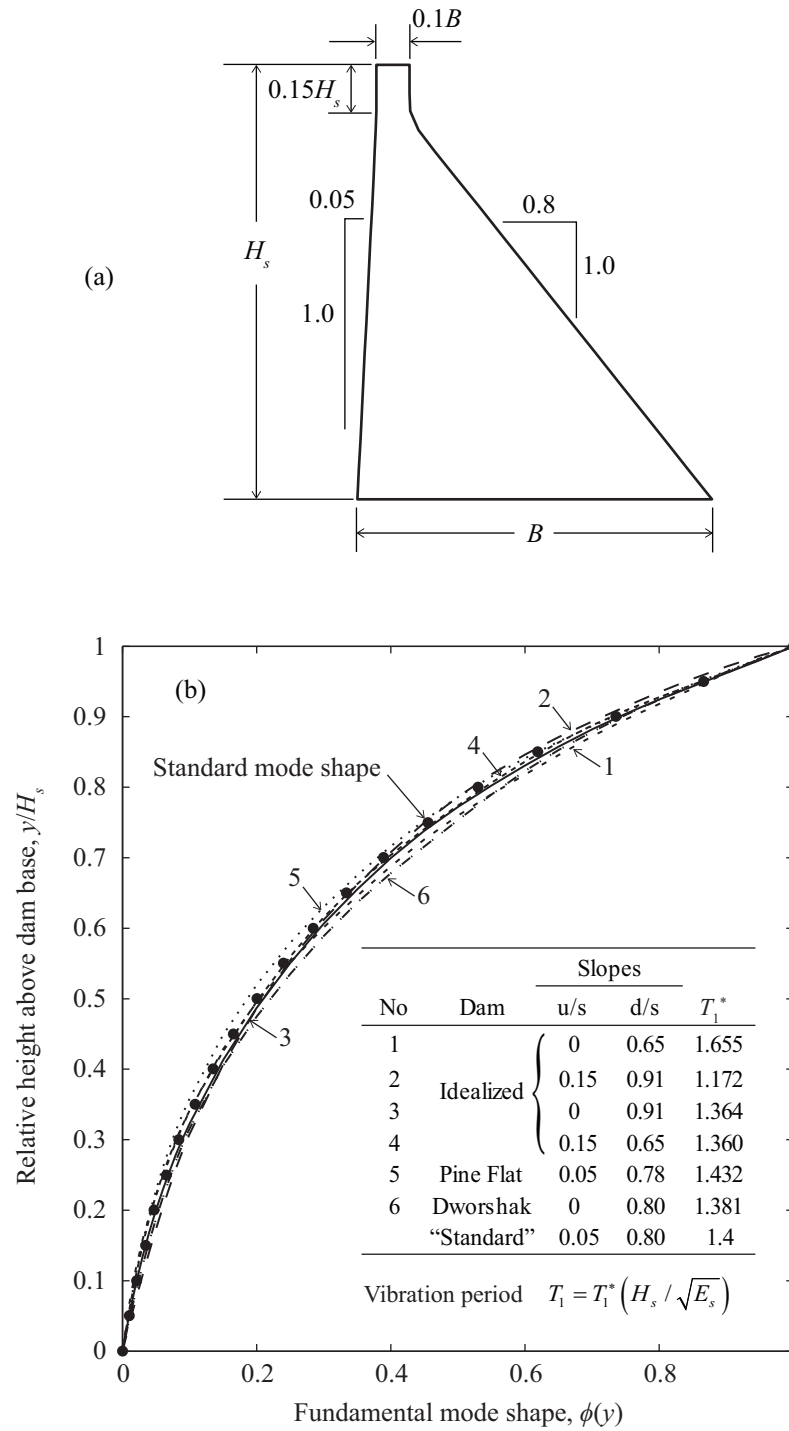 0.1B
0.15H_s
0.05
0.8
H_s
1.0
(a)
1.0
B
1
(b)
0.9
2
4
1
Standard mode shape
0.8
0.7
5
6
0.6
Relative height above dam base, y/H_s
0.5
3
0.4
0.3
0.2
0.1
0
Slopes
No Dam u/s d/s T_1^*
1 0 0.65 1.655
2 Idealized 0.15 0.91 1.172
3 0 0.91 1.364
4 0.15 0.65 1.360
5 Pine Flat 0.05 0.78 1.432
6 Dworshak 0 0.80 1.381
“Standard” 0.05 0.80 1.4
Vibration period T_1 = T_1^* (H_s / √E_s)
0 0.2 0.4 0.6 0.8
Fundamental mode shape, ϕ(y)